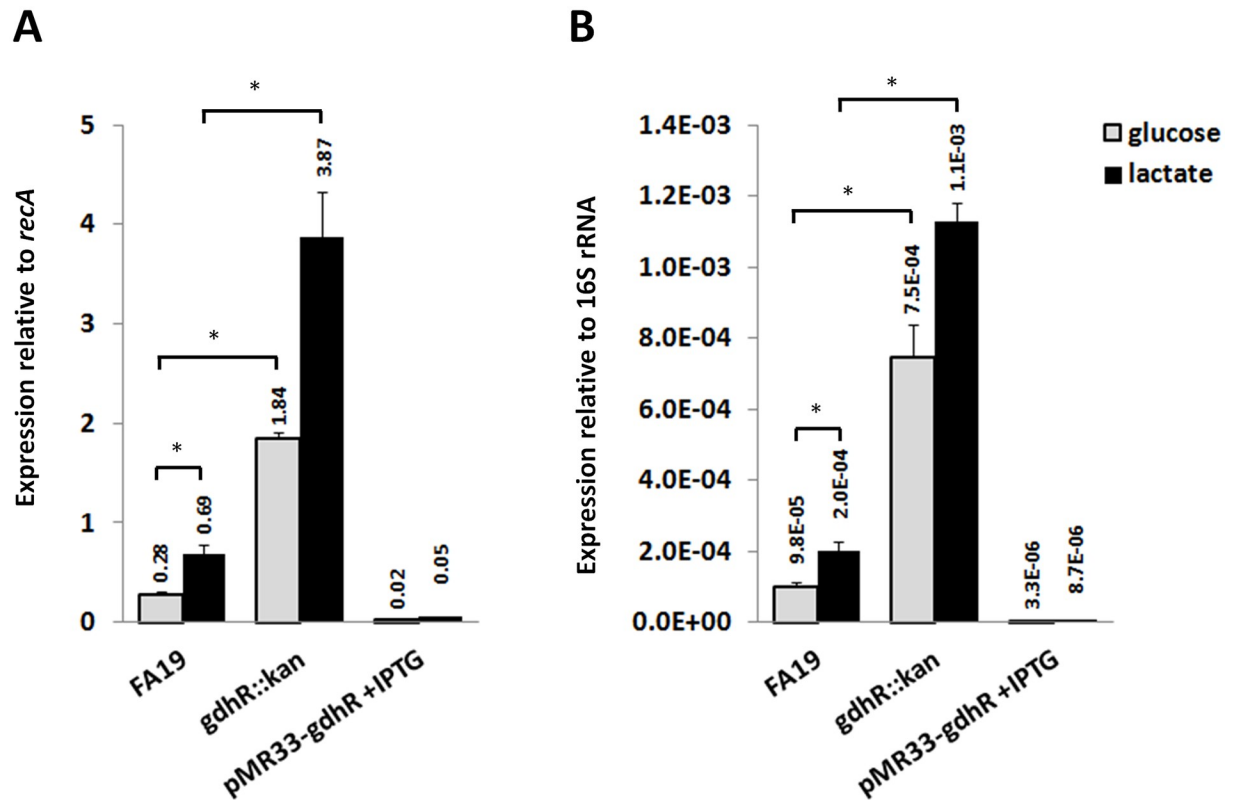 A
Expression relative to recA
5
4
3
2
1
0
*
*
*
0.28
0.69
1.84
3.87
0.02
0.05
FA19
gdhR::kan
pMR33-gdhR +IPTG
B
Expression relative to 16S rRNA
1.4E-03
1.2E-03
1.0E-03
8.0E-04
6.0E-04
4.0E-04
2.0E-04
0.0E+00
*
*
*
9.8E-05
2.0E-04
7.5E-04
1.1E-03
3.3E-06
8.7E-06
FA19
gdhR::kan
pMR33-gdhR +IPTG
glucose
lactate